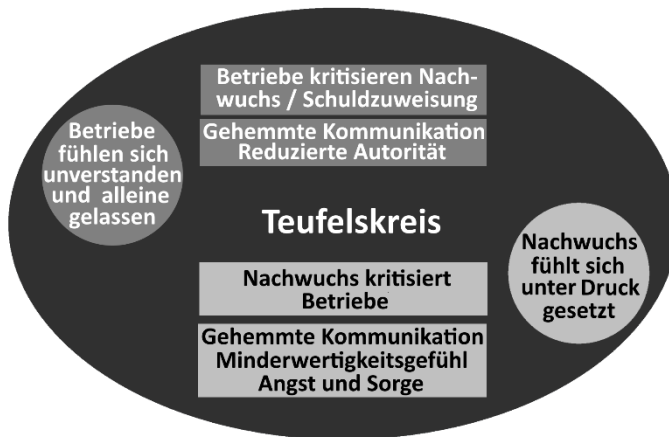 Betriebe kritisieren Nach-
wuchs / Schuldzuweisung
Gehemmte Kommunikation
Reduzierte Autorität
Betriebe
fühlen sich
unverstanden
und alleine
gelassen
Teufelskreis
Nachwuchs
fühlt sich
unter Druck
gesetzt
Nachwuchs kritisiert
Betriebe
Gehemmte Kommunikation
Minderwertigkeitsgefühl
Angst und Sorge